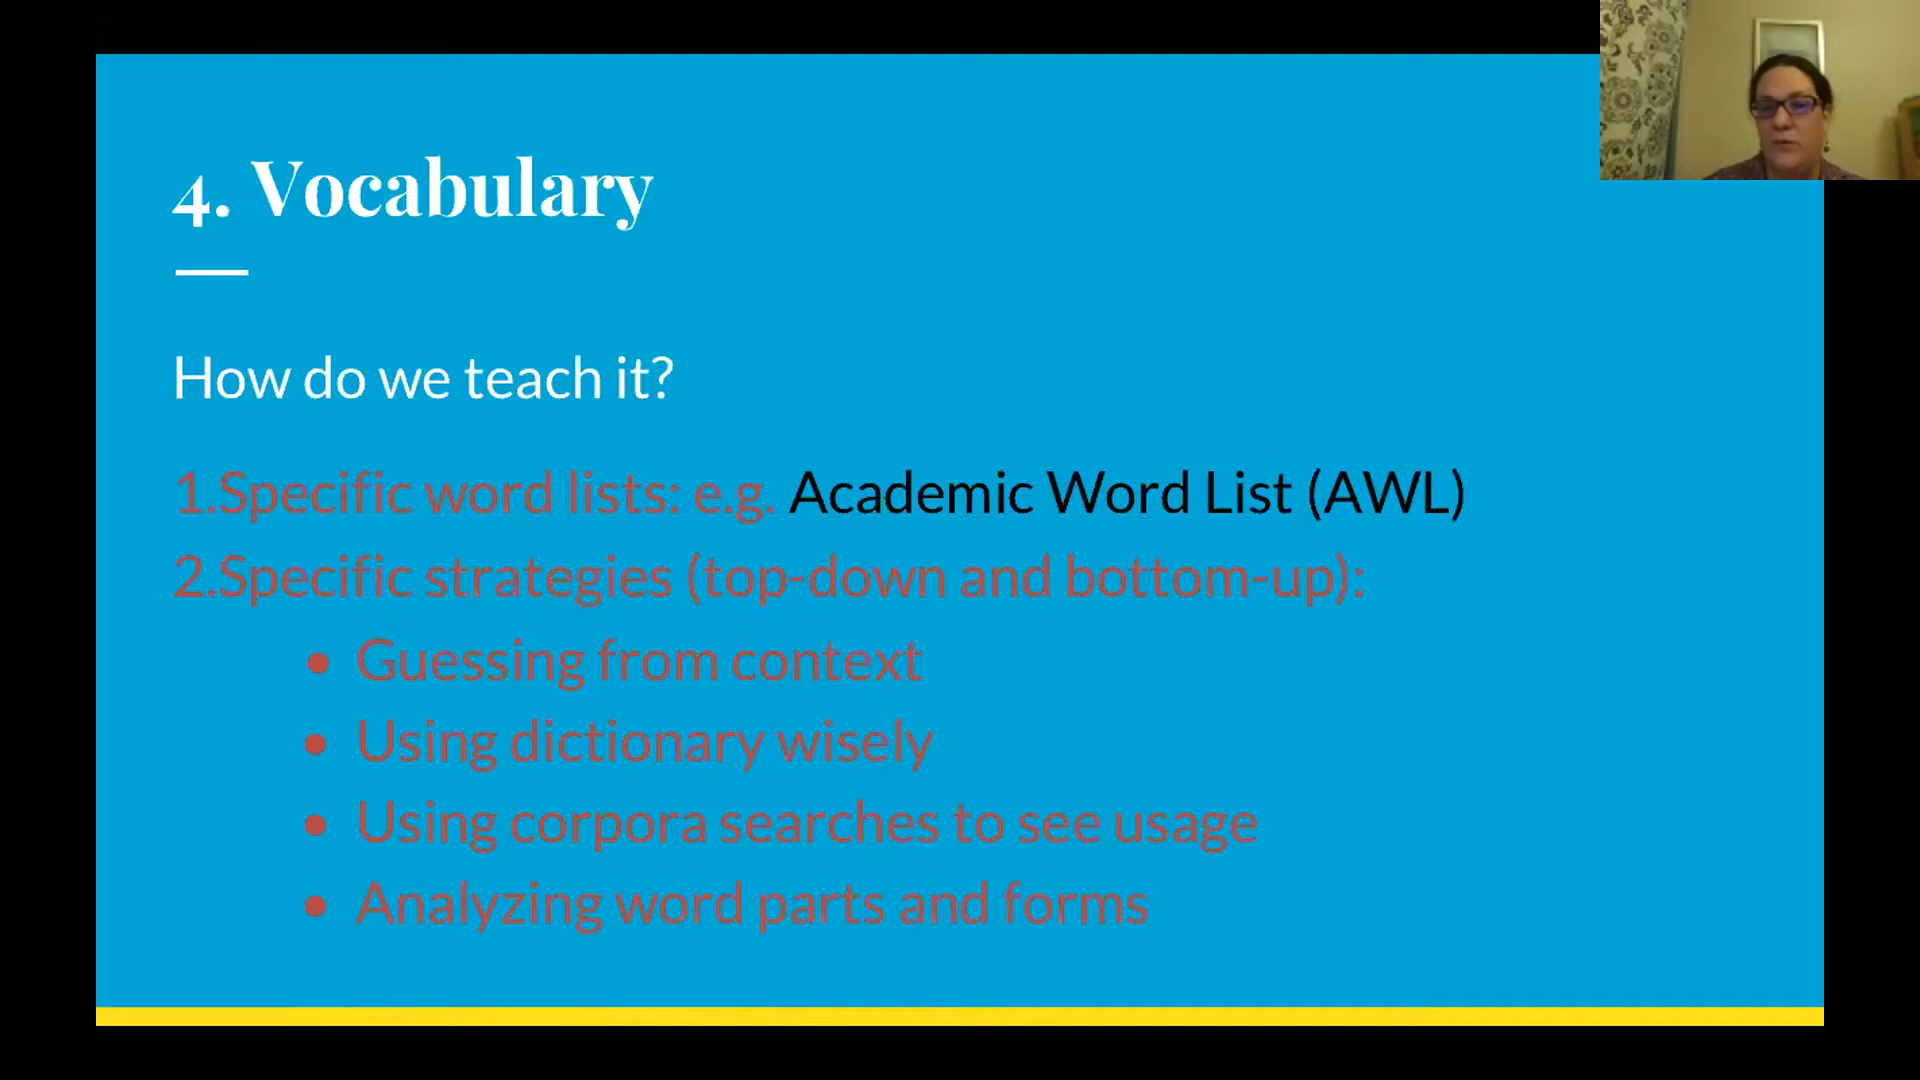 4. Vocabulary
How do we teach it?
1.Specific word lists: e.g. Academic Word List (AWL)
2.Specific strategies (top-down and bottom-up):
● Guessing from context
● Using dictionary wisely
● Using corpora searches to see usage
● Analyzing word parts and forms